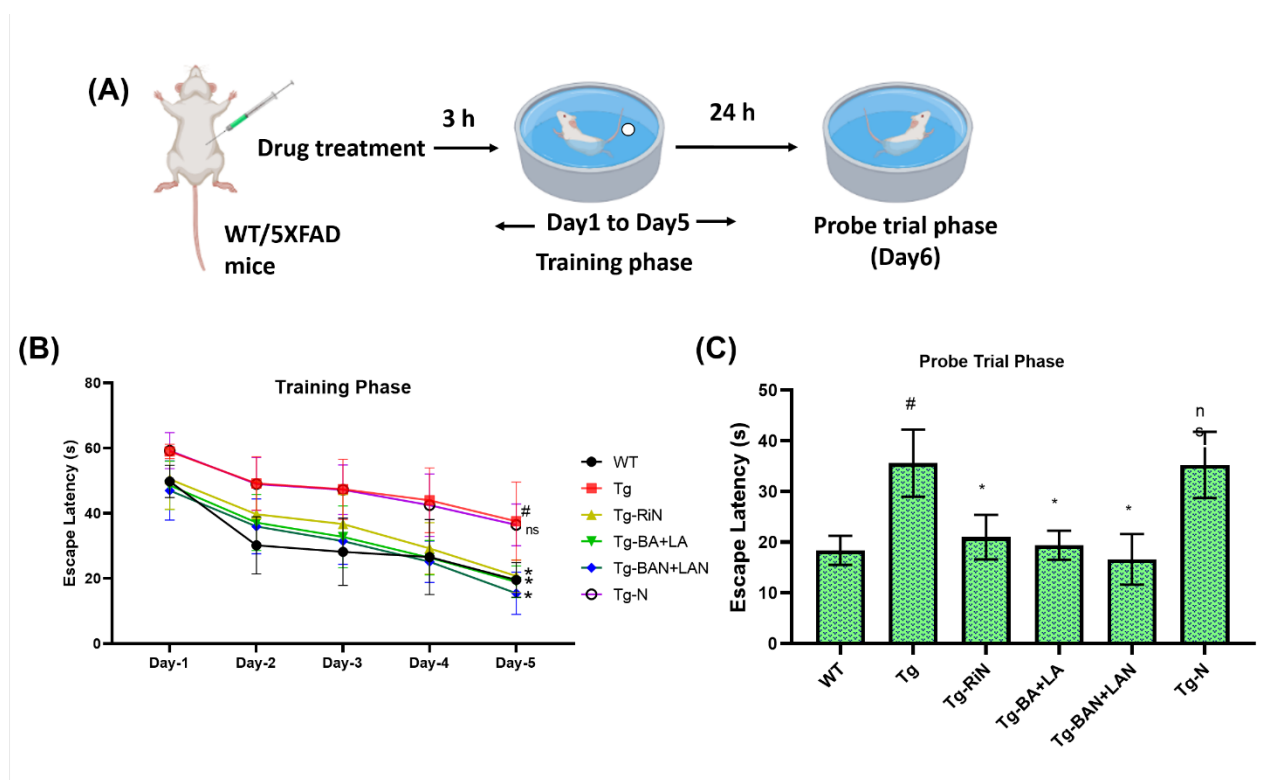 (A)
Drug treatment
3 h
24 h
WT/5XFAD
mice
Day1 to Day5
Training phase
Probe trial phase
(Day6)
(B)
Training Phase
Escape Latency (s)
80
60
40
20
0
Day-1
Day-2
Day-3
Day-4
Day-5
#
ns
*
*
*
WT
Tg
Tg-RiN
Tg-BA+LA
Tg-BAN+LAN
Tg-N
(C)
Probe Trial Phase
Escape Latency (s)
50
40
30
20
10
0
#
*
*
*
n
s
WT
Tg
Tg-RiN
Tg-BA+LA
Tg-BAN+LAN
Tg-N